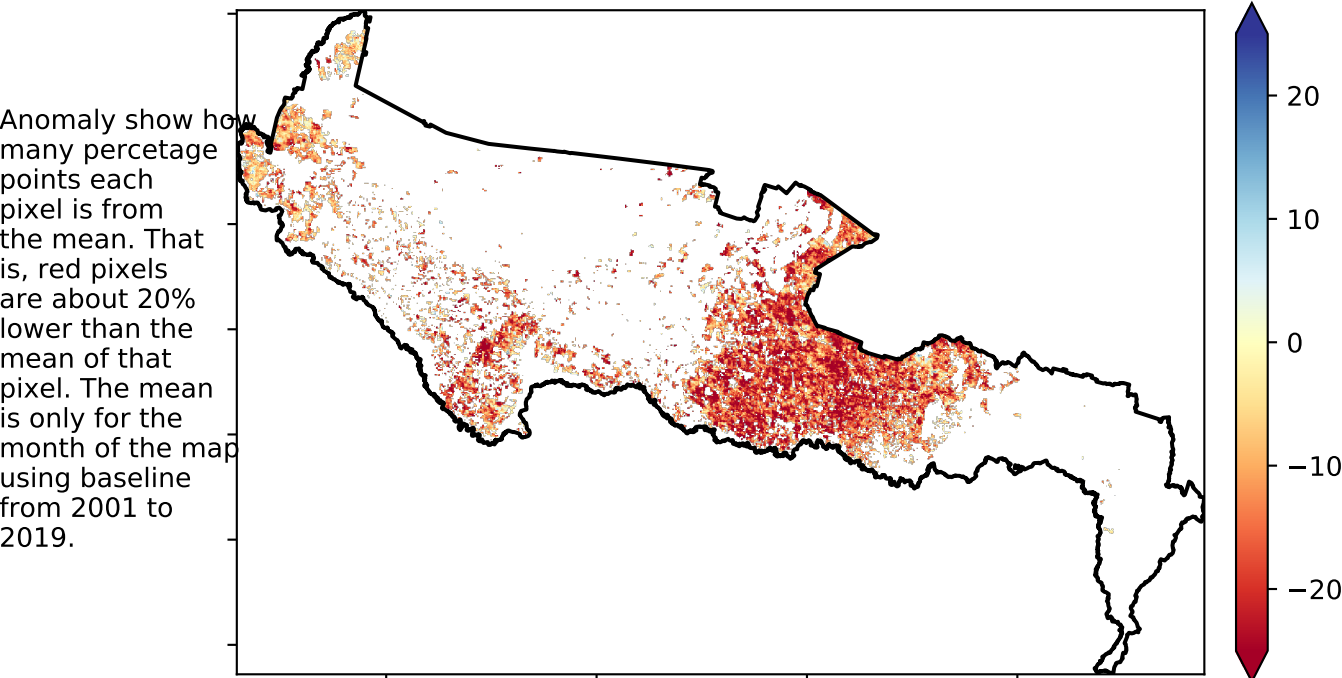 Anomaly show how
many percetage
points each
pixel is from
the mean. That
is, red pixels
are about 20%
lower than the
mean of that
pixel. The mean
is only for the
month of the map
using baseline
from 2001 to
2019.
20
10
0
−10
−20